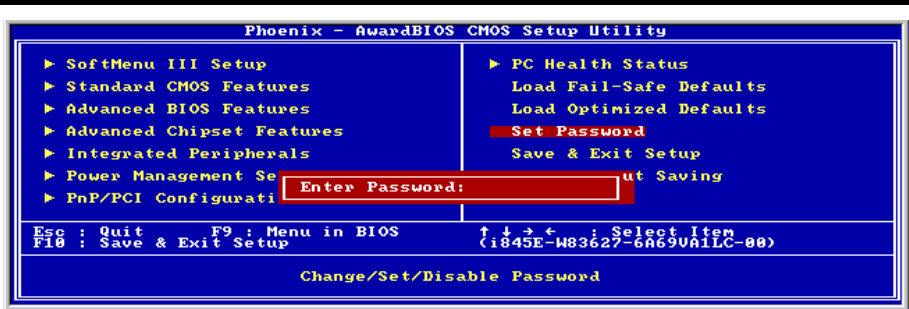 Phoenix - AwardBIOS CMOS Setup Utility
SoftMenu III Setup
Standard CMOS Features
Advanced BIOS Features
Advanced Chipset Features
Integrated Peripherals
Power Management Se
PnP/PCI Configurati
PC Health Status
Load Fail-Safe Defaults
Load Optimized Defaults
Set Password
Save & Exit Setup
ut Saving
Enter Password:
Esc : Quit F9 : Menu in BIOS ↑ ↓ → ← : Select Item
F10 : Save & Exit Setup (i845E-W83627-6A69VA1LC-00)
Change/Set/Disable Password